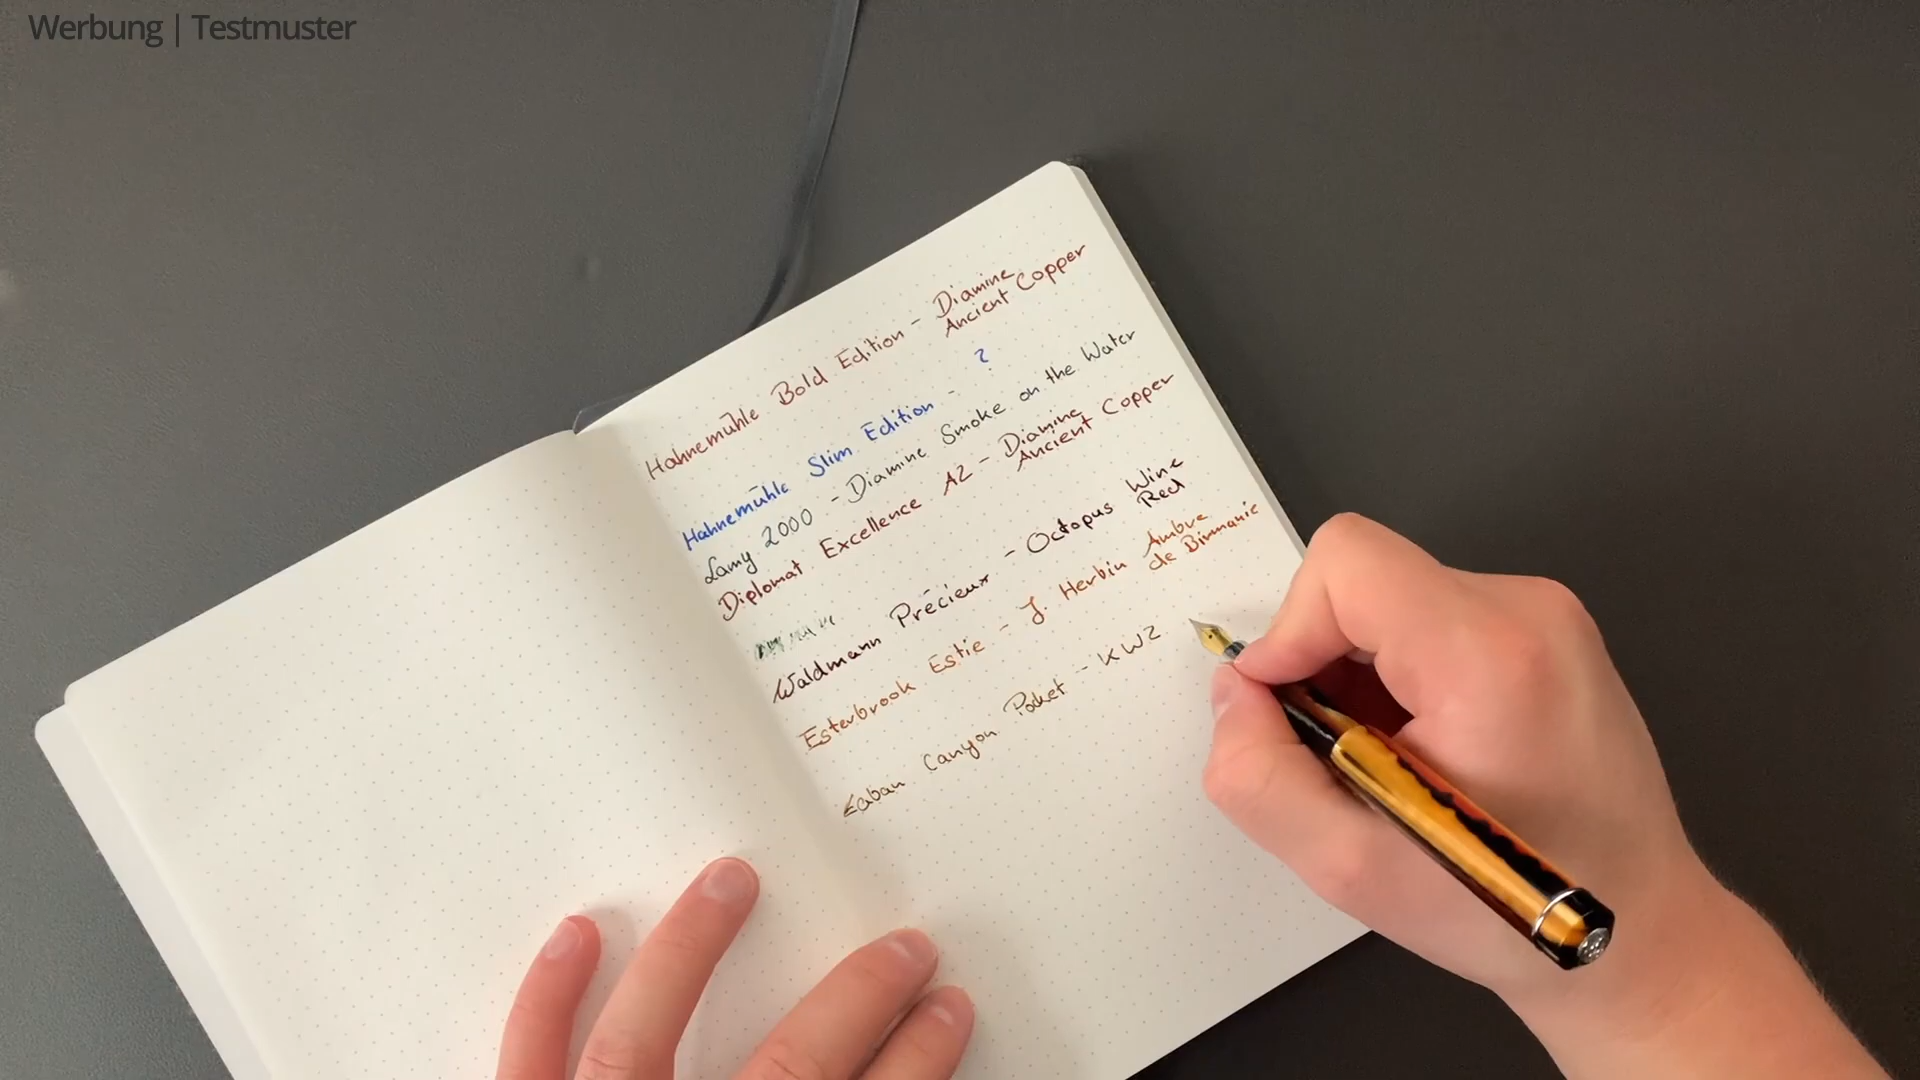 Werbung | Testmuster
Hahnemühle Bold Edition - Diamine
Ancient Copper
Hahnemühle Slim Edition - ?
Lamy 2000 - Diamine Smoke on the Water
Diplomat Excellence A2 - Diamine
Ancient Copper
Waldmann Précieux - Octopus Wine
Red
Esterbrook Estie - J. Herbin Ambre
de Birmanie
Laban Canyon Pocket - KWZ